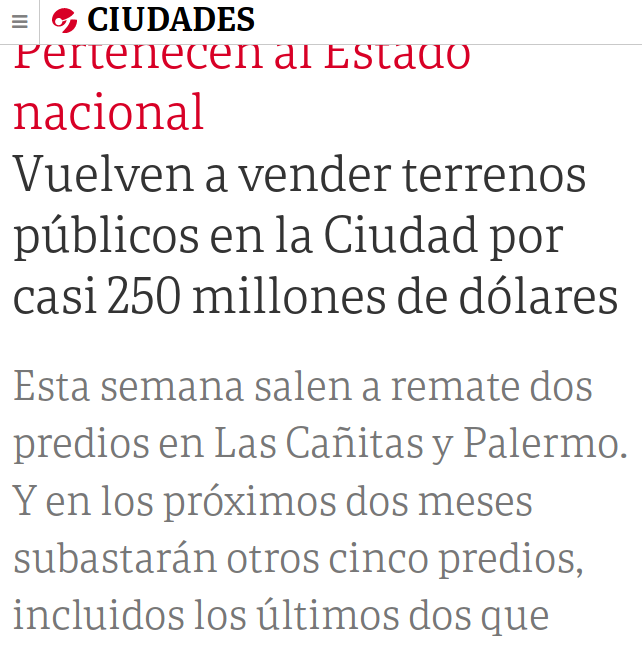 CIUDADES
Pertenecen al Estado
nacional
Vuelven a vender terrenos
públicos en la Ciudad por
casi 250 millones de dólares
Esta semana salen a remate dos
predios en Las Cañitas y Palermo.
Y en los próximos dos meses
subastarán otros cinco predios,
incluidos los últimos dos que